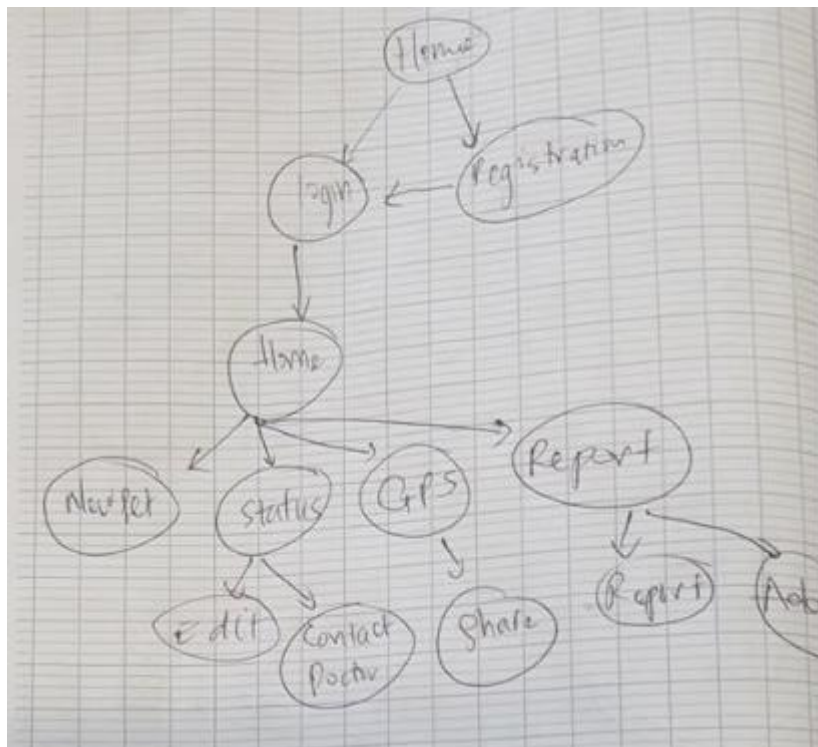 Home
Registration
login
Home
Report
New pet
Status
GPS
Report
Edit
Contact
Doctor
Share